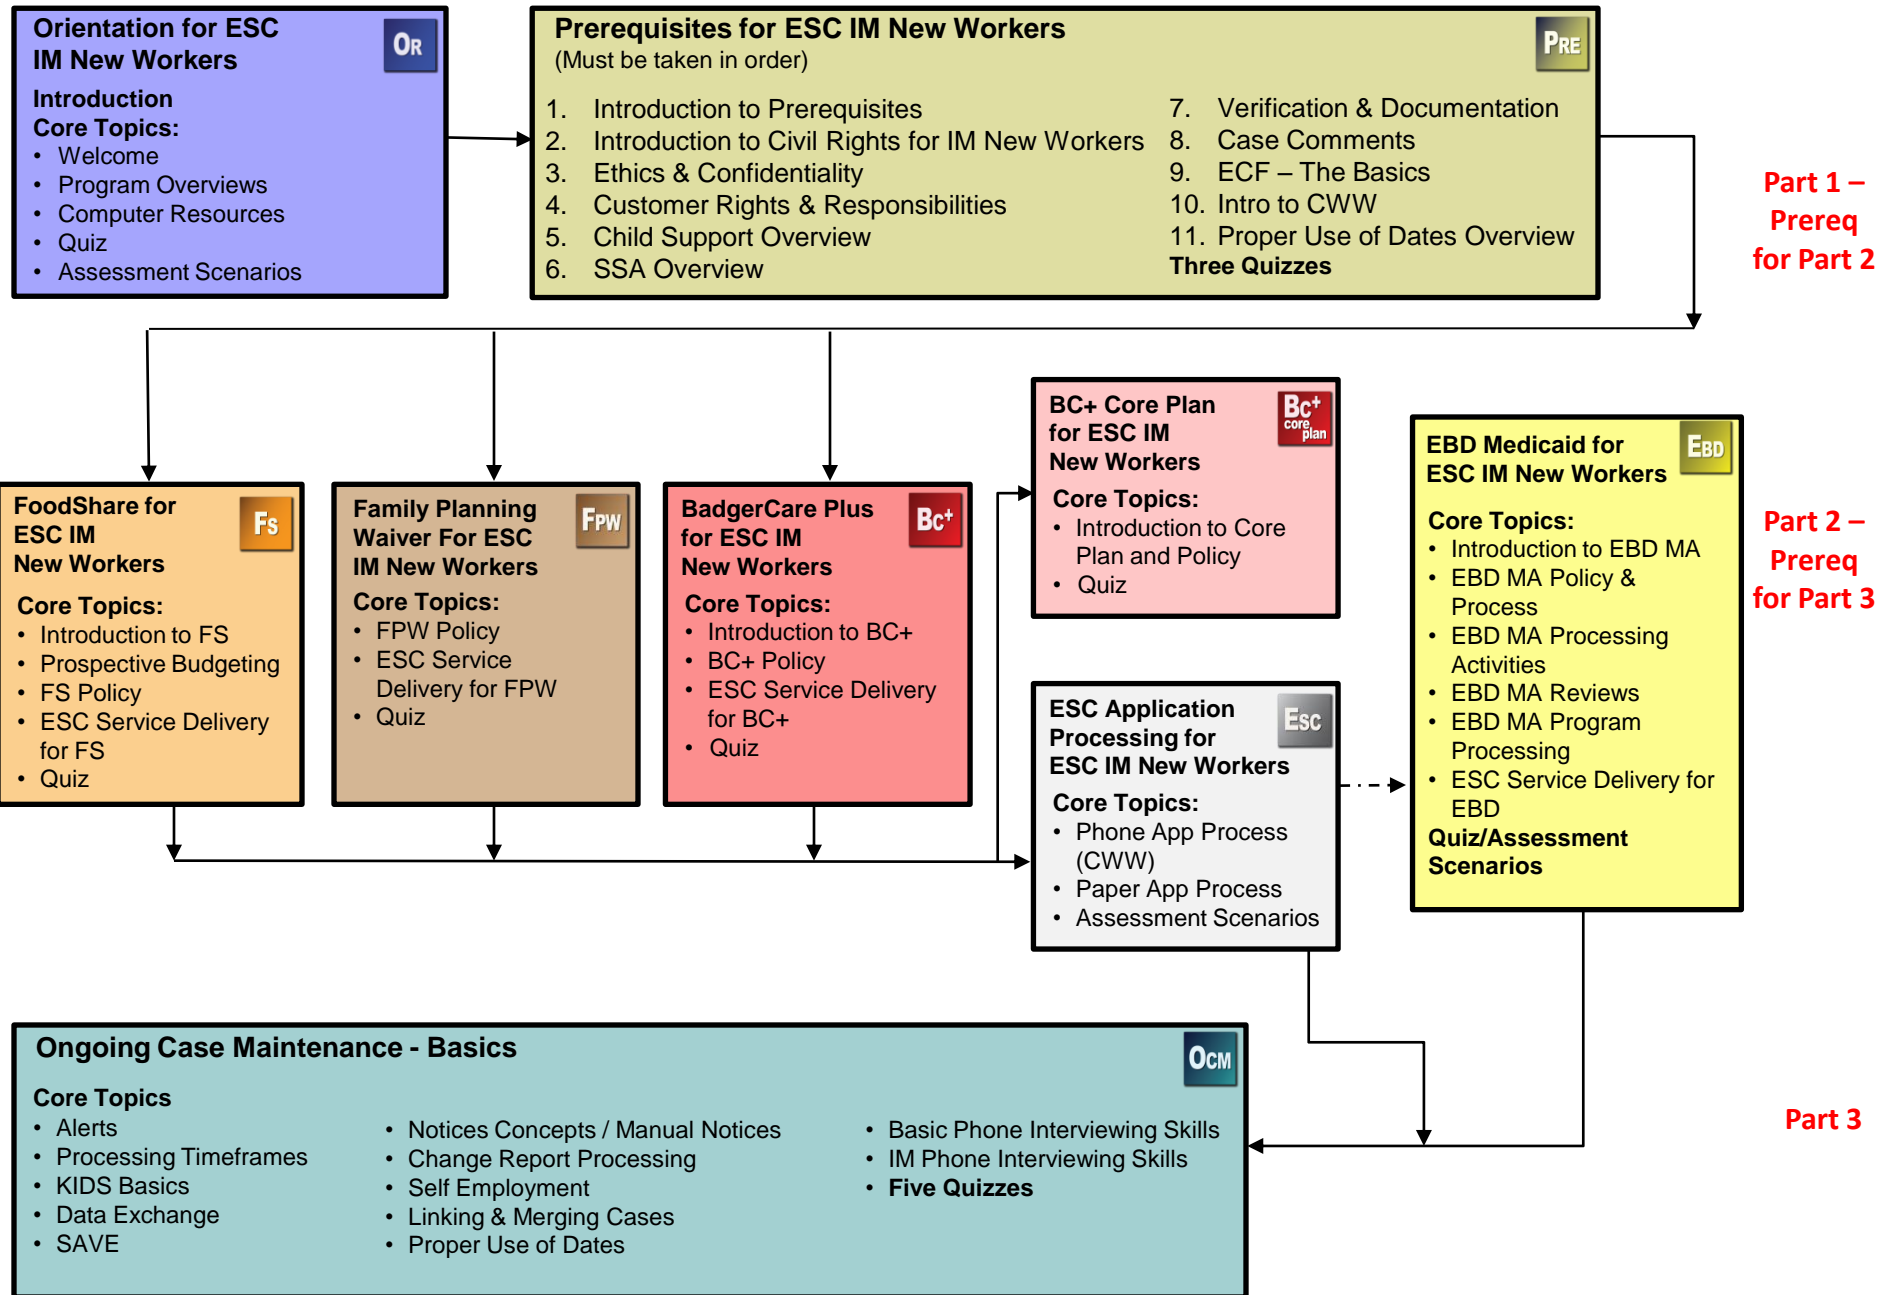 Orientation for ESC
IM New Workers
OR
Introduction
Core Topics:
• Welcome
• Program Overviews
• Computer Resources
• Quiz
• Assessment Scenarios
Prerequisites for ESC IM New Workers
(Must be taken in order)
PRE
1. Introduction to Prerequisites
2. Introduction to Civil Rights for IM New Workers
3. Ethics & Confidentiality
4. Customer Rights & Responsibilities
5. Child Support Overview
6. SSA Overview
7. Verification & Documentation
8. Case Comments
9. ECF – The Basics
10. Intro to CWW
11. Proper Use of Dates Overview
Three Quizzes
Part 1 –
Prereq
for Part 2
FoodShare for
ESC IM
New Workers
FS
Core Topics:
• Introduction to FS
• Prospective Budgeting
• FS Policy
• ESC Service Delivery
for FS
• Quiz
Family Planning
Waiver For ESC
IM New Workers
FPW
Core Topics:
• FPW Policy
• ESC Service
Delivery for FPW
• Quiz
BadgerCare Plus
for ESC IM
New Workers
BC+
Core Topics:
• Introduction to BC+
• BC+ Policy
• ESC Service Delivery
for BC+
• Quiz
BC+ Core Plan
for ESC IM
New Workers
BC+
core
plan
Core Topics:
• Introduction to Core
Plan and Policy
• Quiz
ESC Application
Processing for
ESC IM New Workers
ESC
Core Topics:
• Phone App Process
(CWW)
• Paper App Process
• Assessment Scenarios
EBD Medicaid for
ESC IM New Workers
EBD
Core Topics:
• Introduction to EBD MA
• EBD MA Policy &
Process
• EBD MA Processing
Activities
• EBD MA Reviews
• EBD MA Program
Processing
• ESC Service Delivery for
EBD
Quiz/Assessment
Scenarios
Part 2 –
Prereq
for Part 3
Ongoing Case Maintenance - Basics
OCM
Core Topics
• Alerts
• Processing Timeframes
• KIDS Basics
• Data Exchange
• SAVE
• Notices Concepts / Manual Notices
• Change Report Processing
• Self Employment
• Linking & Merging Cases
• Proper Use of Dates
• Basic Phone Interviewing Skills
• IM Phone Interviewing Skills
• Five Quizzes
Part 3